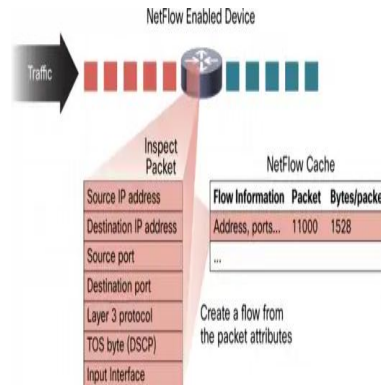 NetFlow Enabled Device
Traffic
Inspect
Packet
Source IP address
Destination IP address
Source port
Destination port
Layer 3 protocol
TOS byte (DSCP)
Input Interface
NetFlow Cache
Flow Information Packet Bytes/packe
Address, ports... 11000 1528
...
Create a flow from
the packet attributes